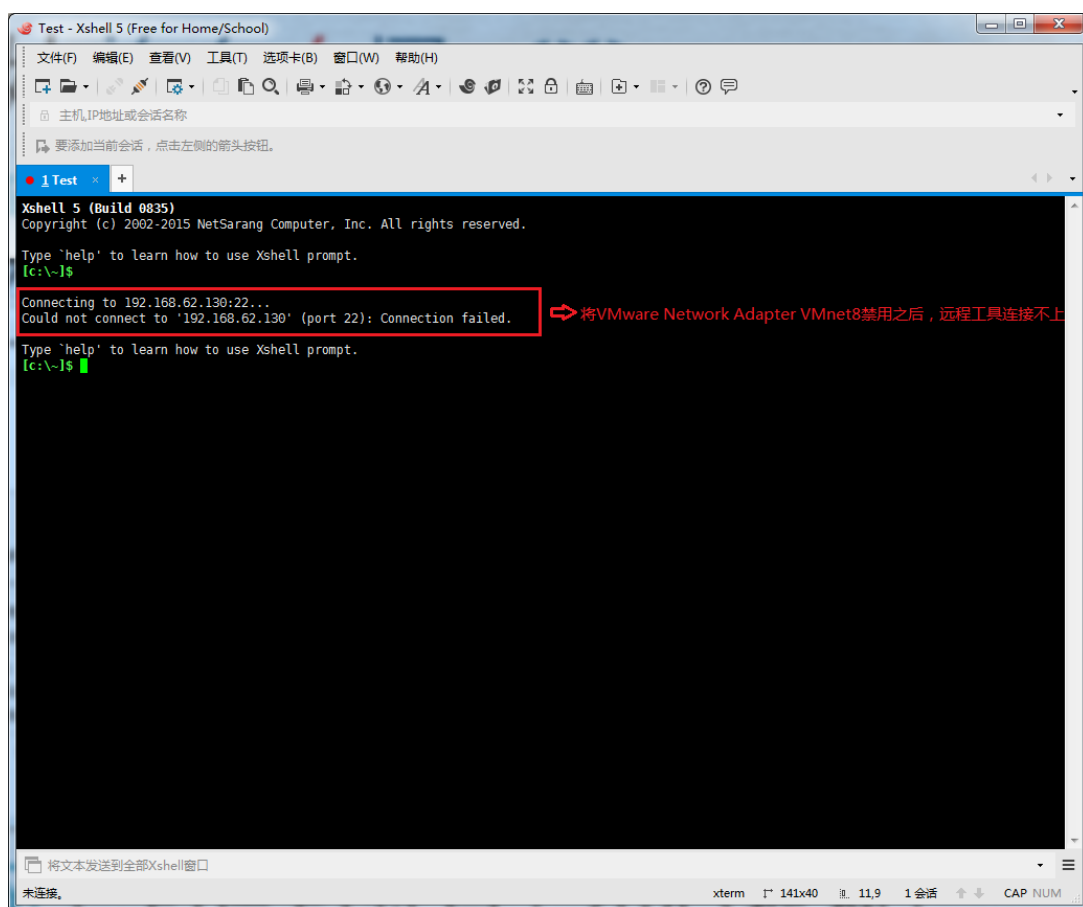 Test - Xshell 5 (Free for Home/School)
文件(F) 编辑(E) 查看(V) 工具(T) 选项卡(B) 窗口(W) 帮助(H)
主机,IP地址或会话名称
要添加当前会话，点击左侧的箭头按钮。
1 Test × +
Xshell 5 (Build 0835)
Copyright (c) 2002-2015 NetSarang Computer, Inc. All rights reserved.
Type `help' to learn how to use Xshell prompt.
[c:\~]$
Connecting to 192.168.62.130:22...
Could not connect to '192.168.62.130' (port 22): Connection failed.
将VMware Network Adapter VMnet8禁用之后，远程工具连接不上
Type `help' to learn how to use Xshell prompt.
[c:\~]$
将文本发送到全部Xshell窗口
未连接。 xterm 141x40 11,9 1 会话 CAP NUM